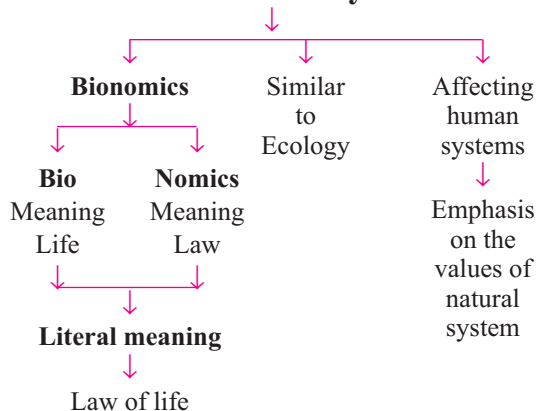 Bionomics
Similar
to
Ecology
Affecting
human
systems
Bio
Meaning
Life
Nomics
Meaning
Law
Emphasis
on the
values of
natural
system
Literal meaning
Law of life